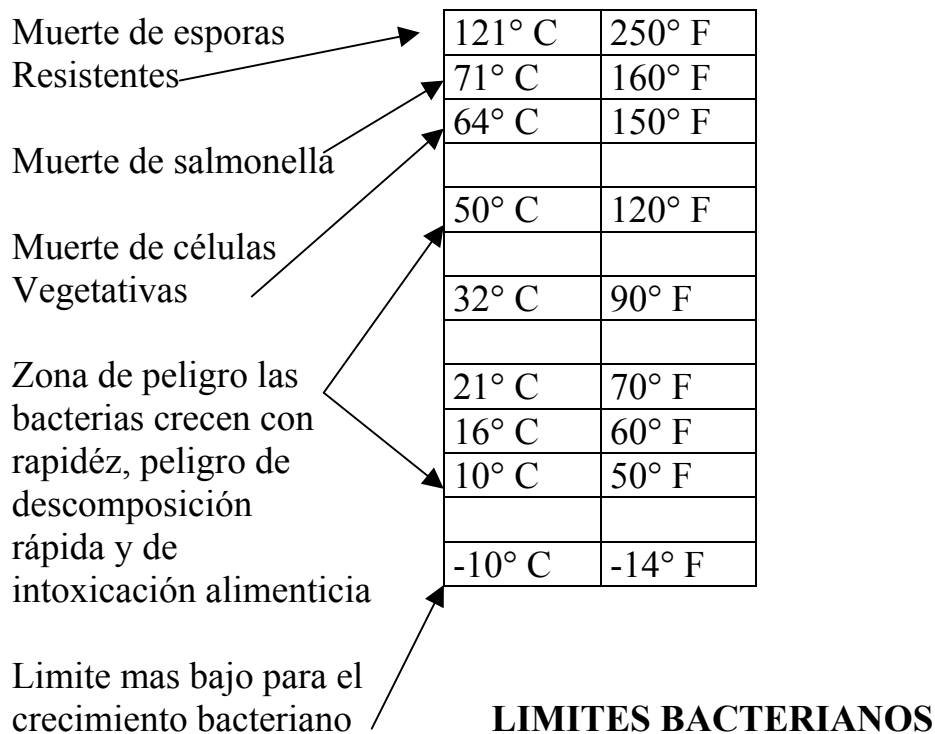 Muerte de esporas
Resistentes
Muerte de salmonella
Muerte de células
Vegetativas
Zona de peligro las
bacterias crecen con
rapidéz, peligro de
descomposición
rápida y de
intoxicación alimenticia
Limite mas bajo para el
crecimiento bacteriano
121° C 250° F
71° C 160° F
64° C 150° F
50° C 120° F
32° C 90° F
21° C 70° F
16° C 60° F
10° C 50° F
-10° C -14° F
LIMITES BACTERIANOS